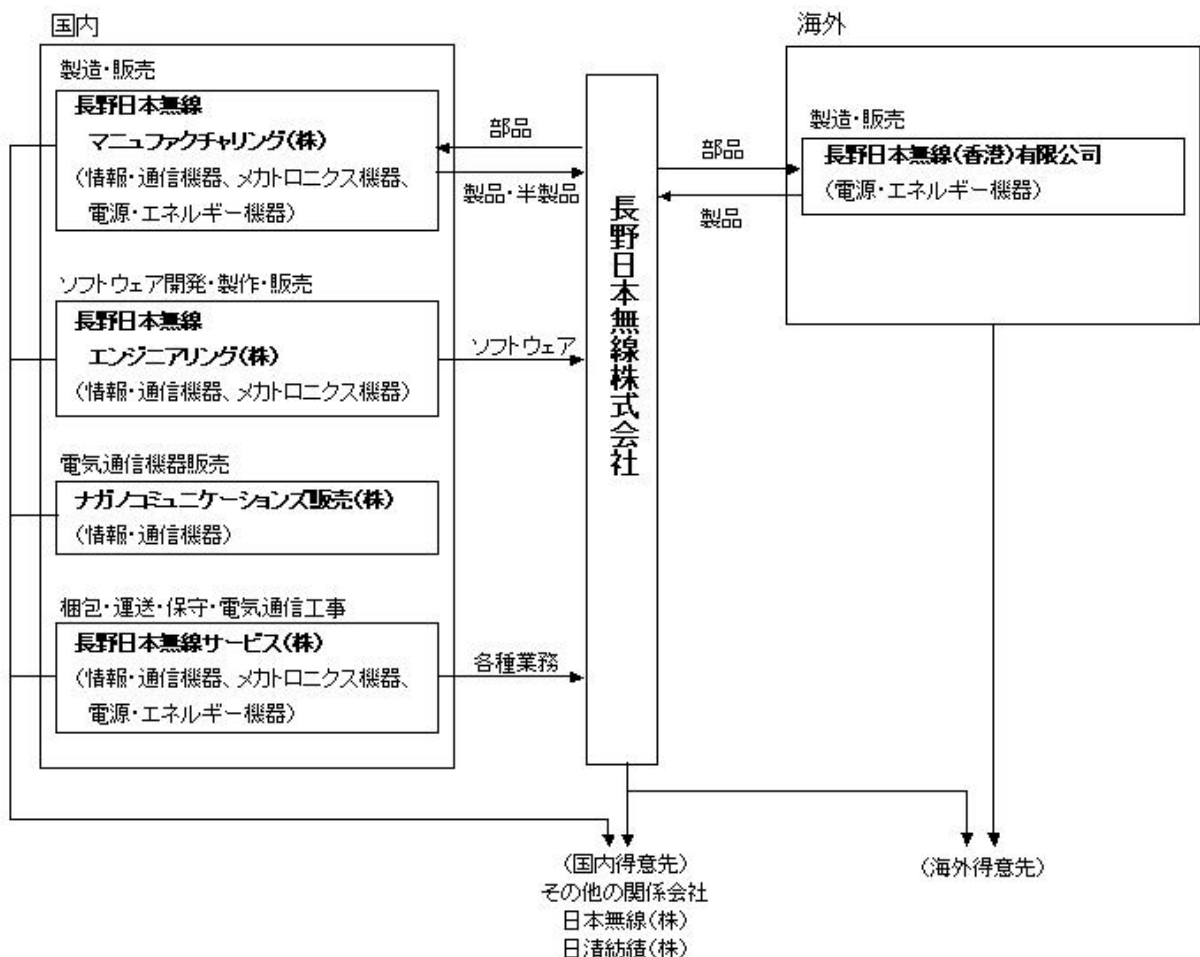 国内
製造・販売
長野日本無線
マニュファクチャリング(株)
(情報・通信機器、メカトロニクス機器、
電源・エネルギー機器)
部品
製品・半製品
ソフトウェア開発・製作・販売
長野日本無線
エンジニアリング(株)
(情報・通信機器、メカトロニクス機器)
ソフトウェア
電気通信機器販売
ナガノコミュニケーションズ販売(株)
(情報・通信機器)
梱包・運送・保守・電気通信工事
長野日本無線サービス(株)
(情報・通信機器、メカトロニクス機器、
電源・エネルギー機器)
各種業務
長野日本無線株式会社
海外
部品
製品
製造・販売
長野日本無線(香港)有限公司
(電源・エネルギー機器)
(国内得意先)
その他の関係会社
日本無線(株)
日清紡績(株)
(海外得意先)